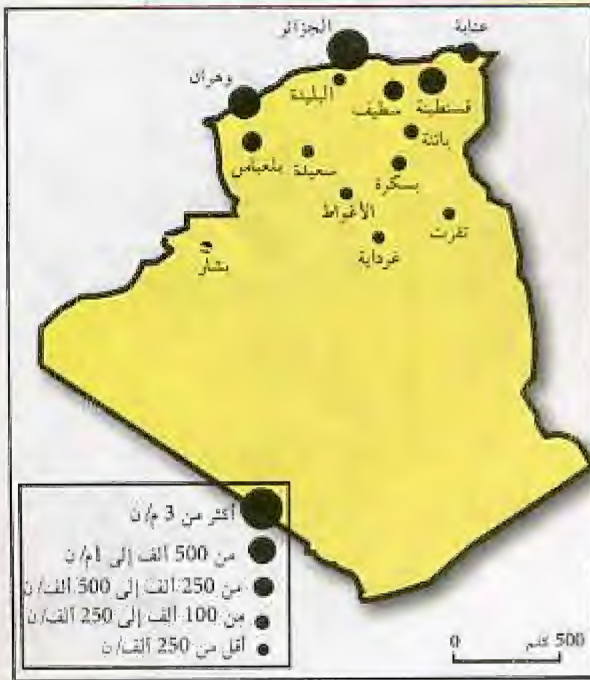 الجزائر
عنابة
وهران
البليدة
سطيف
قسنطينة
باتنة
بلعباس
سعيدة
بسكرة
الأغواط
تقرت
غرداية
بشار
أكثر من 3 م/ن
من 500 ألف إلى 1م/ن
من 250 ألف إلى 500 ألف/ن
من 100 ألف إلى 250 ألف/ن
أقل من 250 ألف/ن
0 500 كلم